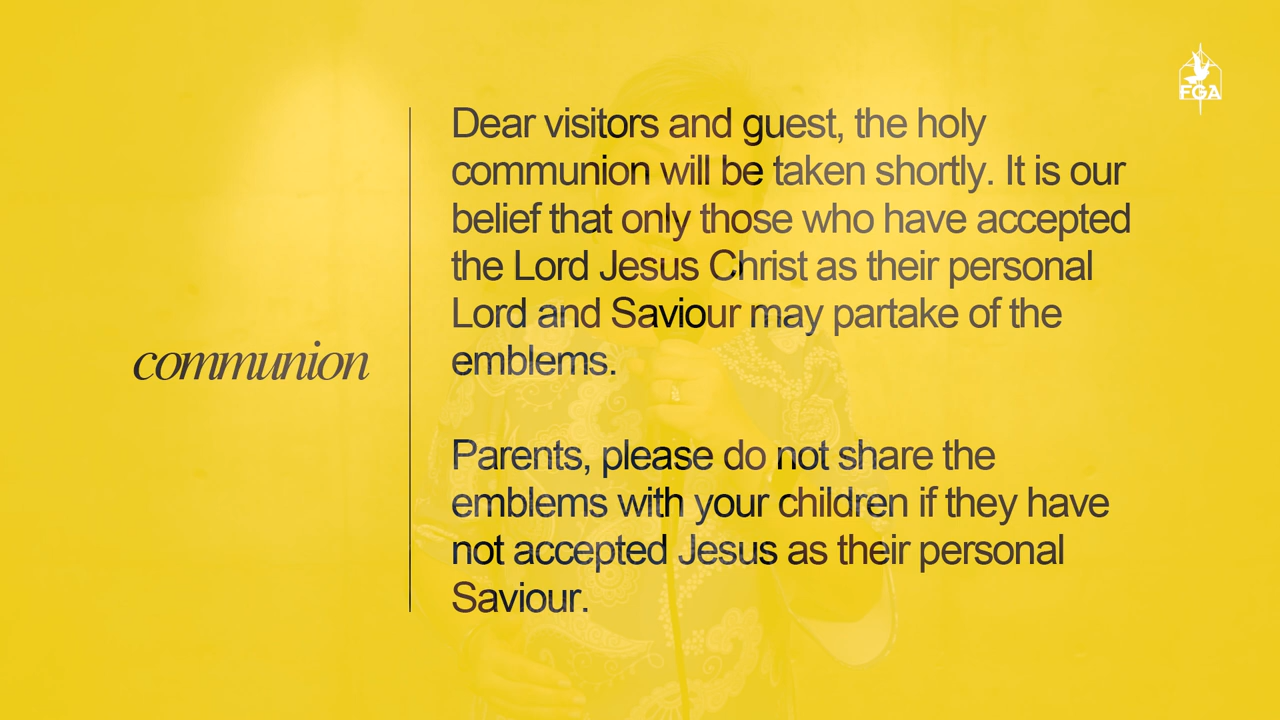 FGA
Dear visitors and guest, the holy
communion will be taken shortly. It is our
belief that only those who have accepted
the Lord Jesus Christ as their personal
Lord and Saviour may partake of the
emblems.
communion
Parents, please do not share the
emblems with your children if they have
not accepted Jesus as their personal
Saviour.